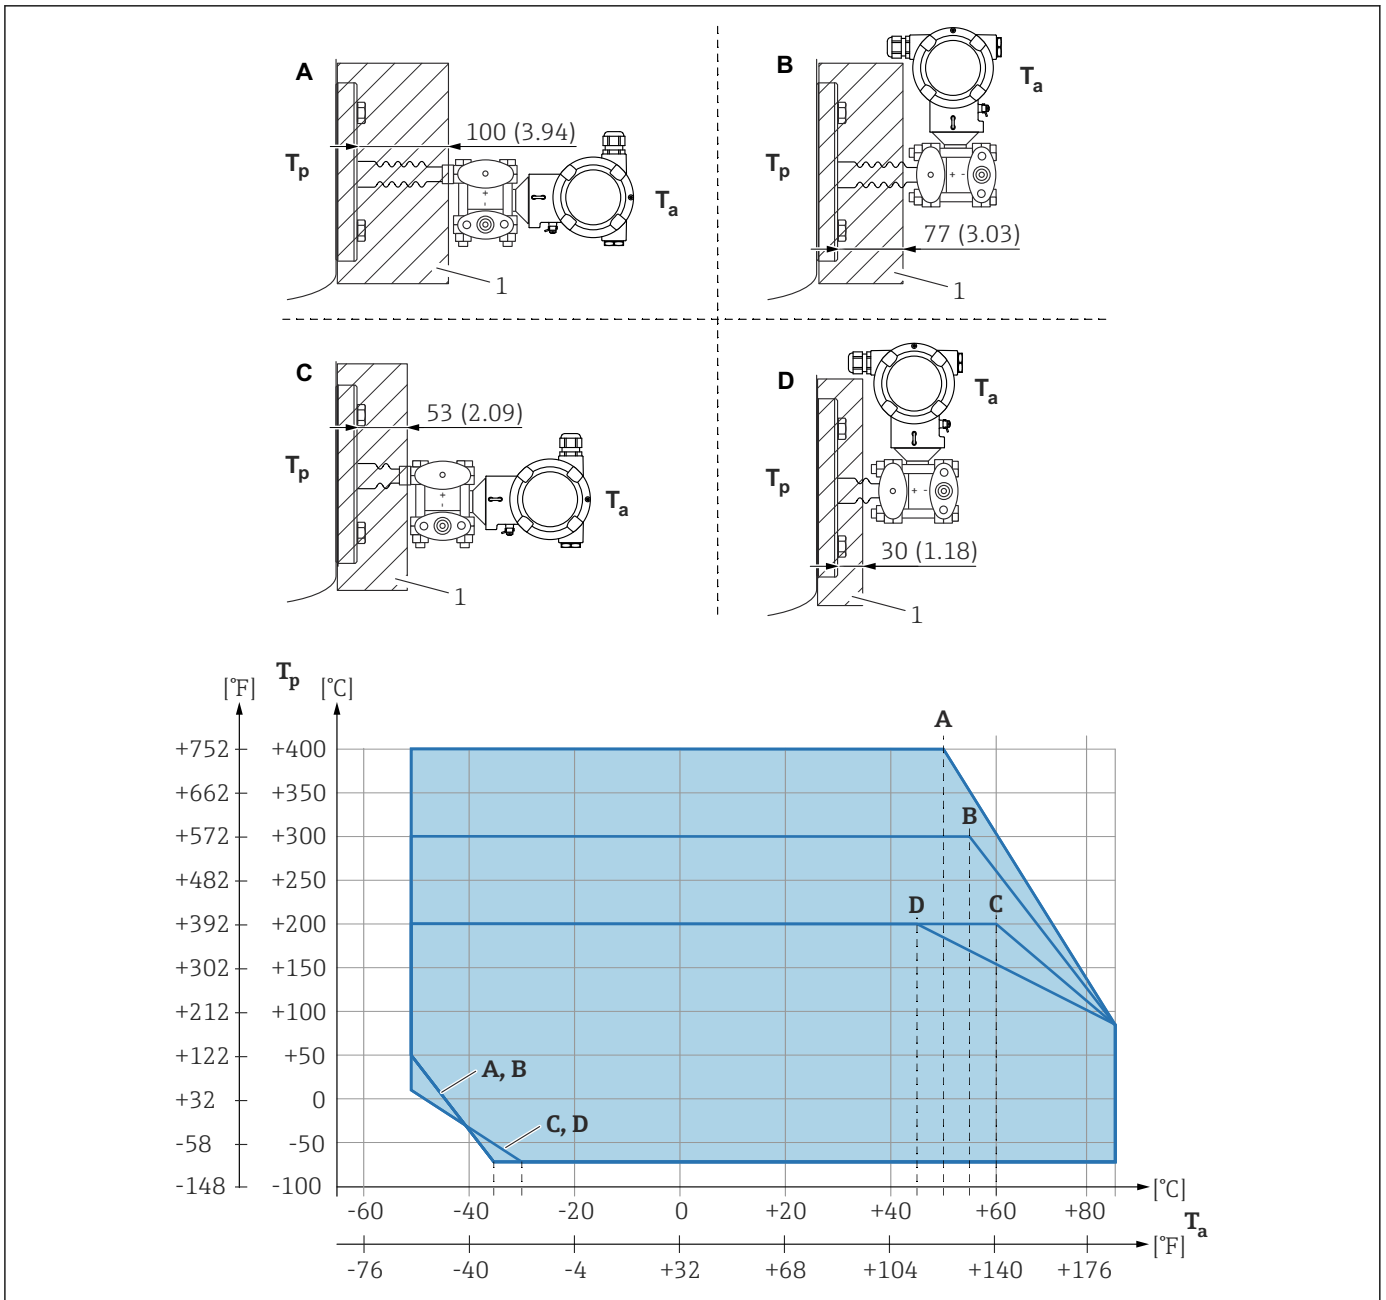 A
100 (3.94)
Tp
Ta
1
B
Ta
Tp
77 (3.03)
1
C
53 (2.09)
Tp
Ta
1
D
Ta
Tp
30 (1.18)
1
Tp
[°F] [°C]
A
+752 +400
+662 +350
B
+572 +300
+482 +250
D C
+392 +200
+302 +150
+212 +100
+122 +50
A, B
+32 0
C, D
-58 -50
-148 -100
[°C]
-60 -40 -20 0 +20 +40 +60 +80
Ta
[°F]
-76 -40 -4 +32 +68 +104 +140 +176